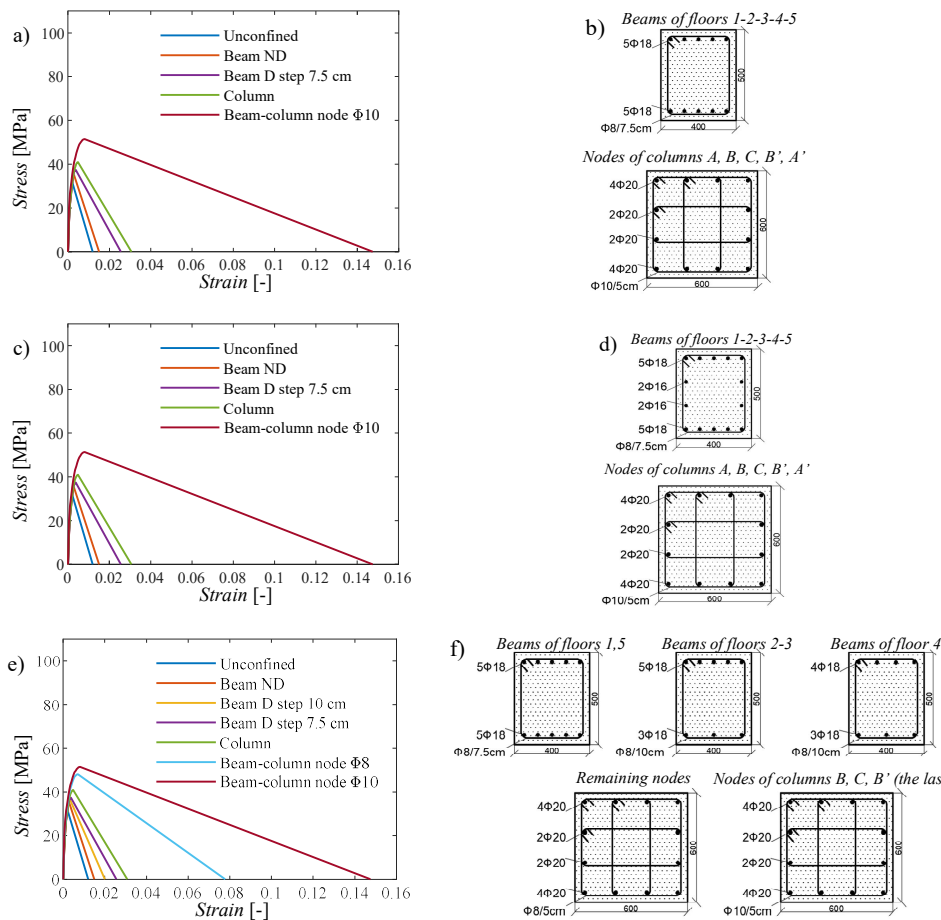 a)
Stress [MPa]
100
80
60
40
20
0
Unconfined
Beam ND
Beam D step 7.5 cm
Column
Beam-column node Φ10
0 0.02 0.04 0.06 0.08 0.1 0.12 0.14 0.16
Strain [-]
b)
Beams of floors 1-2-3-4-5
5Φ18
5Φ18
Φ8/7.5cm
400
500
Nodes of columns A, B, C, B', A'
4Φ20
2Φ20
2Φ20
4Φ20
Φ10/5cm
600
600
c)
Stress [MPa]
100
80
60
40
20
0
Unconfined
Beam ND
Beam D step 7.5 cm
Column
Beam-column node Φ10
0 0.02 0.04 0.06 0.08 0.1 0.12 0.14 0.16
Strain [-]
d)
Beams of floors 1-2-3-4-5
5Φ18
2Φ16
2Φ16
5Φ18
Φ8/7.5cm
400
500
Nodes of columns A, B, C, B', A'
4Φ20
2Φ20
2Φ20
4Φ20
Φ10/5cm
600
600
e)
Stress [MPa]
100
80
60
40
20
0
Unconfined
Beam ND
Beam D step 10 cm
Beam D step 7.5 cm
Column
Beam-column node Φ8
Beam-column node Φ10
0 0.02 0.04 0.06 0.08 0.1 0.12 0.14 0.16
Strain [-]
f)
Beams of floors 1,5
5Φ18
5Φ18
Φ8/7.5cm
400
500
Beams of floors 2-3
5Φ18
3Φ18
Φ8/10cm
400
500
Beam of floor 4
4Φ18
3Φ18
Φ8/10cm
400
500
Remaining nodes
4Φ20
2Φ20
2Φ20
4Φ20
Φ8/5cm
600
600
Nodes of columns B, C, B' (the las
4Φ20
2Φ20
2Φ20
4Φ20
Φ10/5cm
600
600